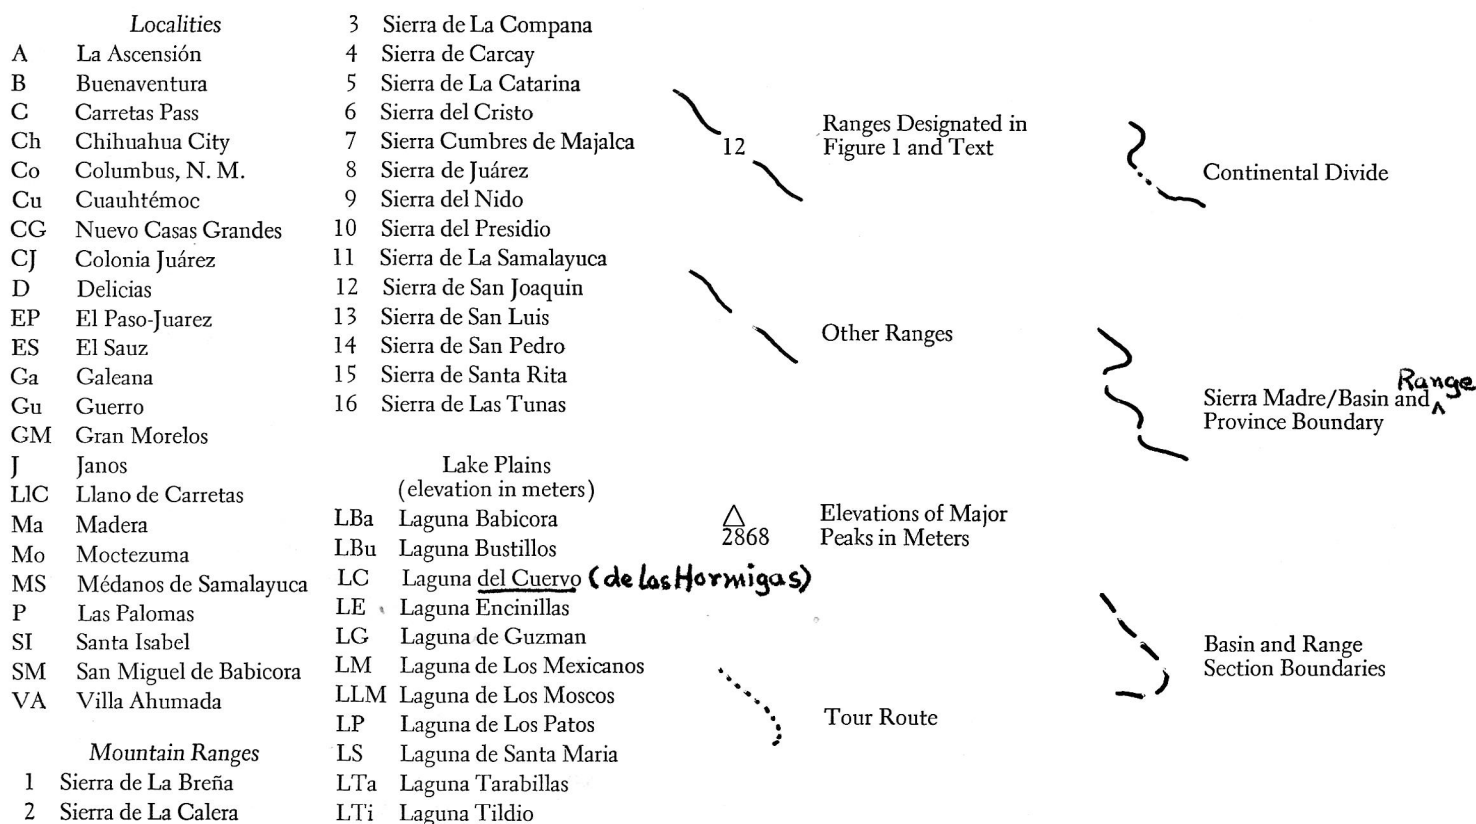 Localities
A La Ascensión
B Buenaventura
C Carretas Pass
Ch Chihuahua City
Co Columbus, N. M.
Cu Cuauhtémoc
CG Nuevo Casas Grandes
CJ Colonia Juárez
D Delicias
EP El Paso-Juarez
ES El Sauz
Ga Galeana
Gu Guerro
GM Gran Morelos
J Janos
LlC Llano de Carretas
Ma Madera
Mo Moctezuma
MS Médanos de Samalayuca
P Las Palomas
SI Santa Isabel
SM San Miguel de Babicora
VA Villa Ahumada
Mountain Ranges
1 Sierra de La Breña
2 Sierra de La Calera
3 Sierra de La Compana
4 Sierra de Carcay
5 Sierra de La Catarina
6 Sierra del Cristo
7 Sierra Cumbres de Majalca
8 Sierra de Juárez
9 Sierra del Nido
10 Sierra del Presidio
11 Sierra de La Samalayuca
12 Sierra de San Joaquin
13 Sierra de San Luis
14 Sierra de San Pedro
15 Sierra de Santa Rita
16 Sierra de Las Tunas
Lake Plains
(elevation in meters)
LBa Laguna Babicora
LBu Laguna Bustillos
LC Laguna del Cuervo (de las Hormigas)
LE Laguna Encinillas
LG Laguna de Guzman
LM Laguna de Los Mexicanos
LLM Laguna de Los Moscos
LP Laguna de Los Patos
LS Laguna de Santa Maria
LTa Laguna Tarabillas
LTi Laguna Tildio
12
Ranges Designated in
Figure 1 and Text
Other Ranges
2868
Elevations of Major
Peaks in Meters
Tour Route
Continental Divide
Range
Sierra Madre/Basin and
Province Boundary
Basin and Range
Section Boundaries